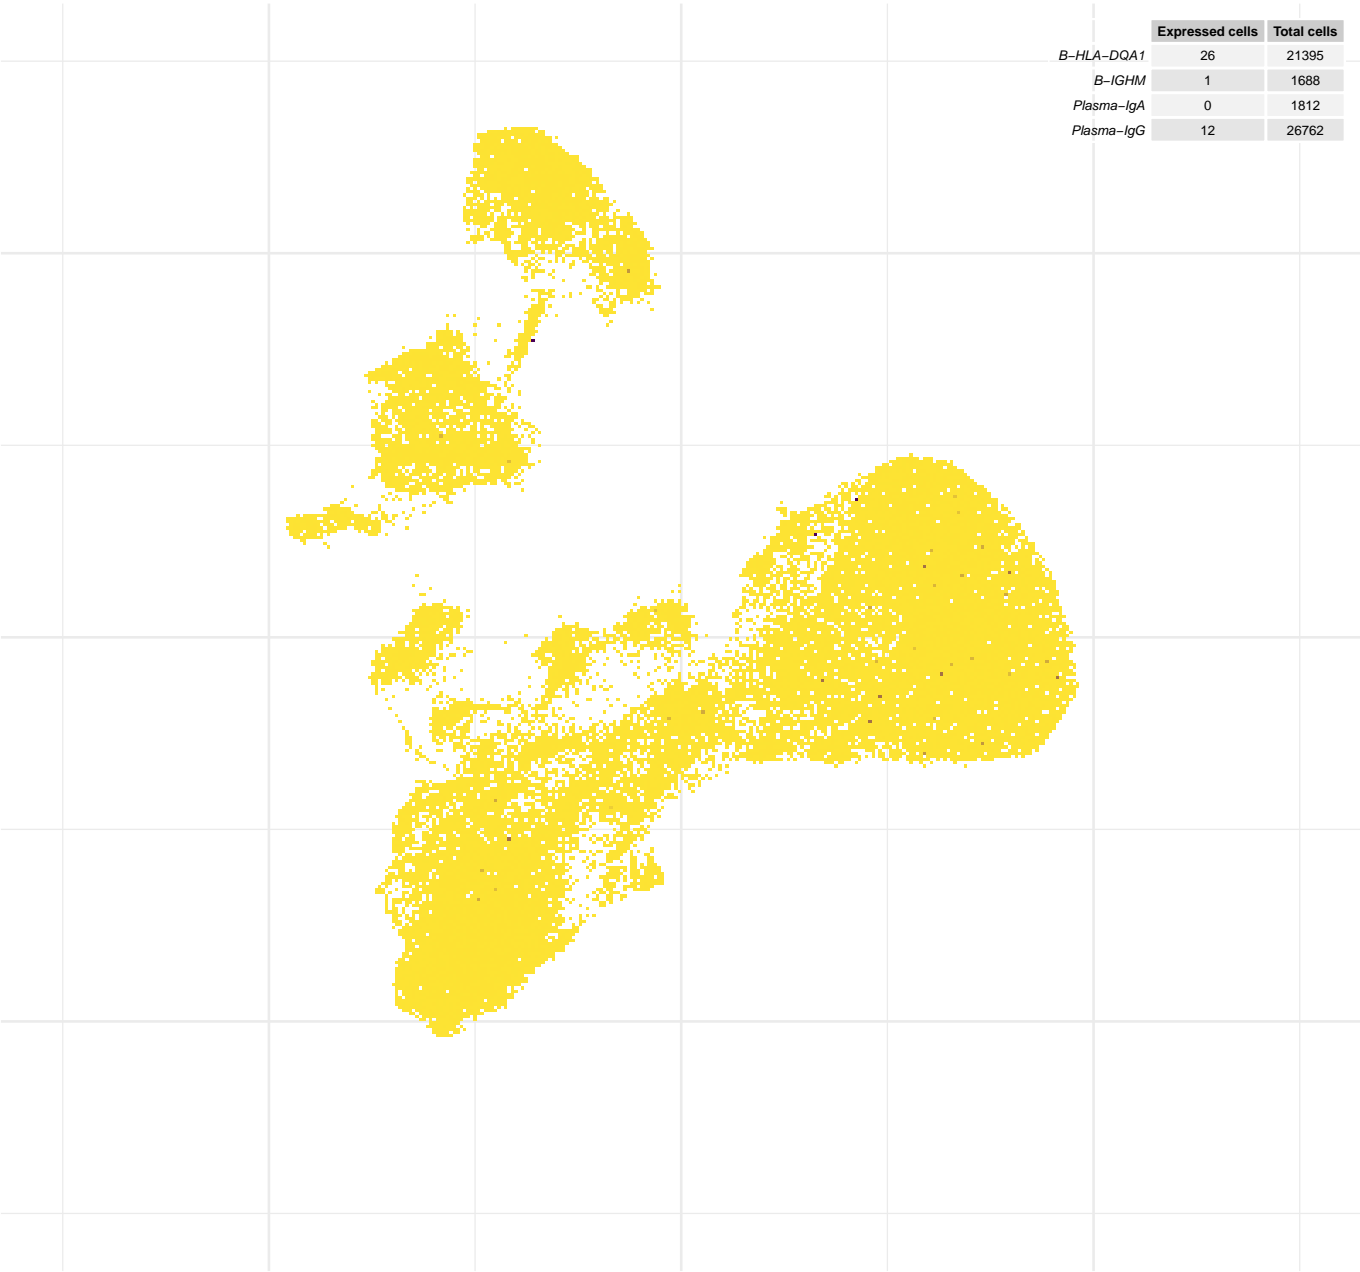 Expressed cells Total cells
B−HLA−DQA1 26 21395
B−IGHM 1 1688
Plasma−IgA 0 1812
Plasma−IgG 12 26762